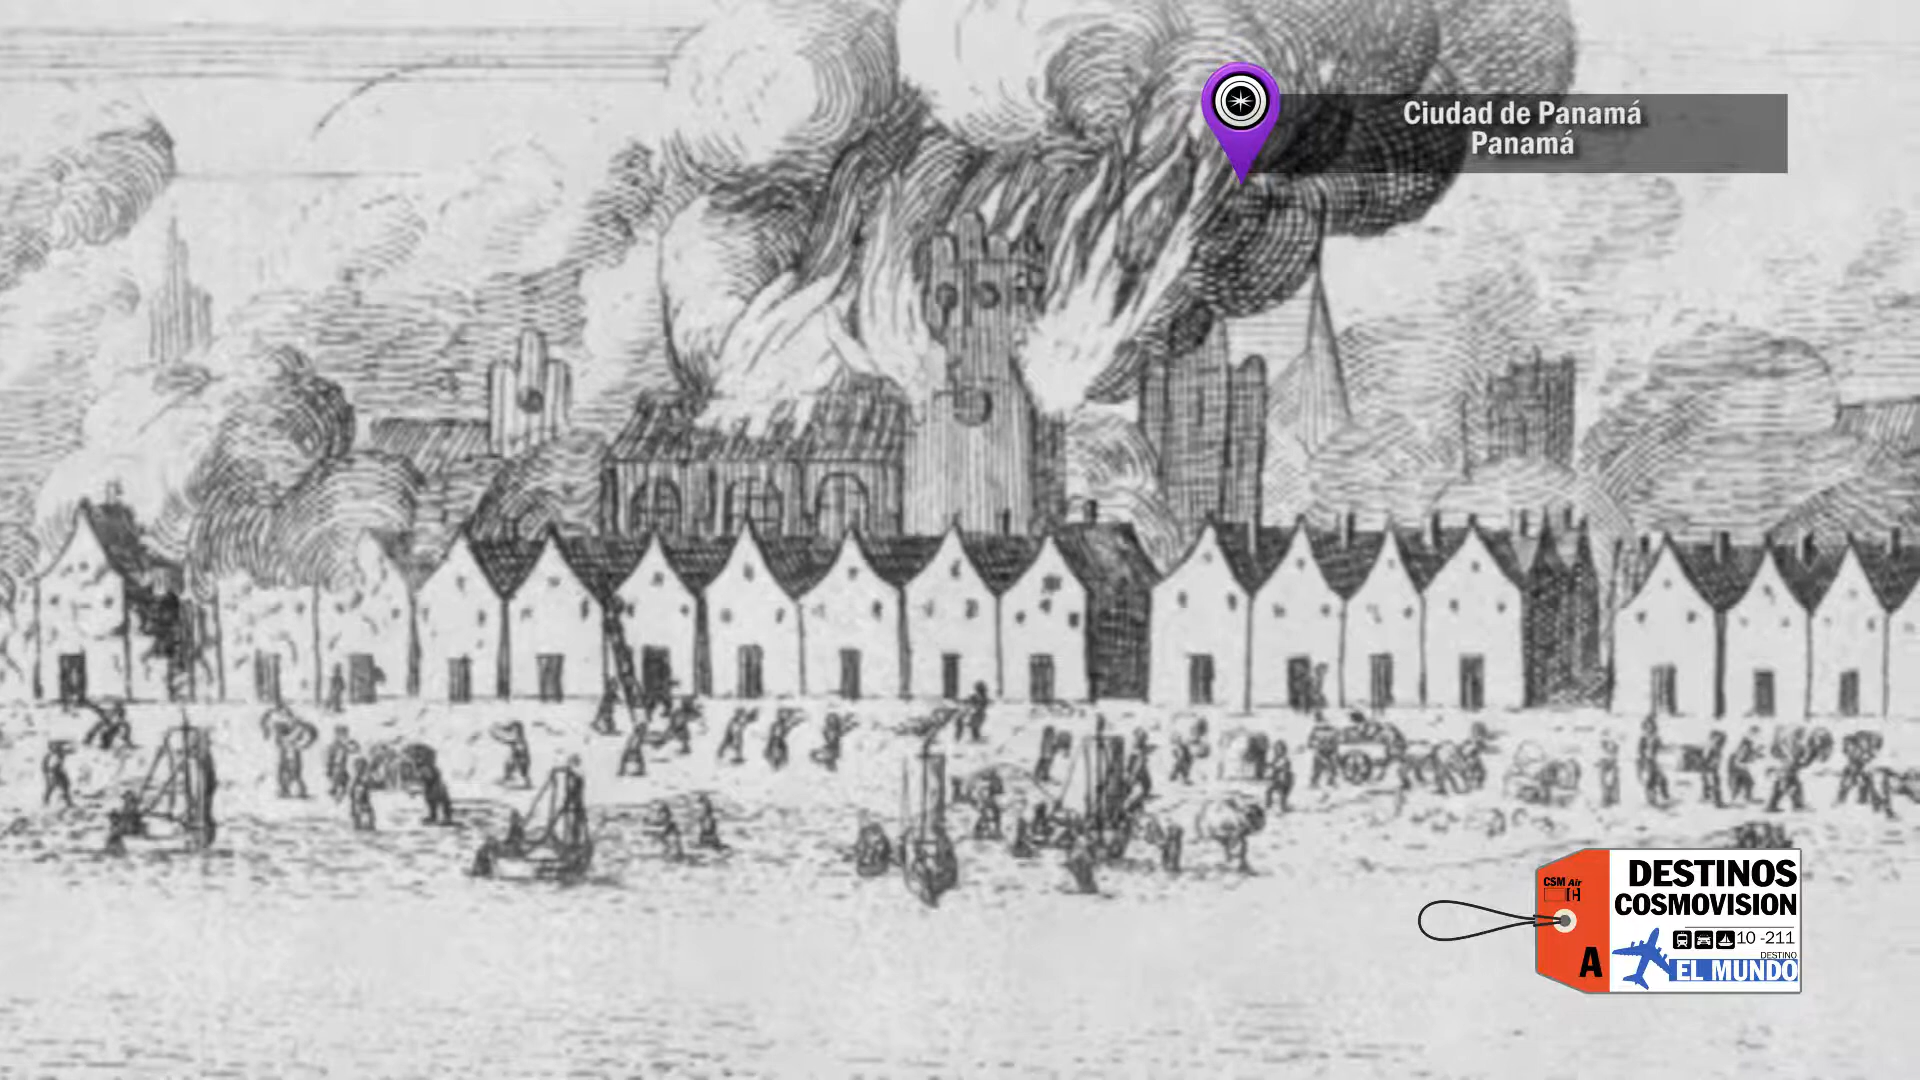 Ciudad de Panamá
Panamá
DESTINOS
COSMOVISION
CSM Air
10 -211
DESTINO
EL MUNDO
A